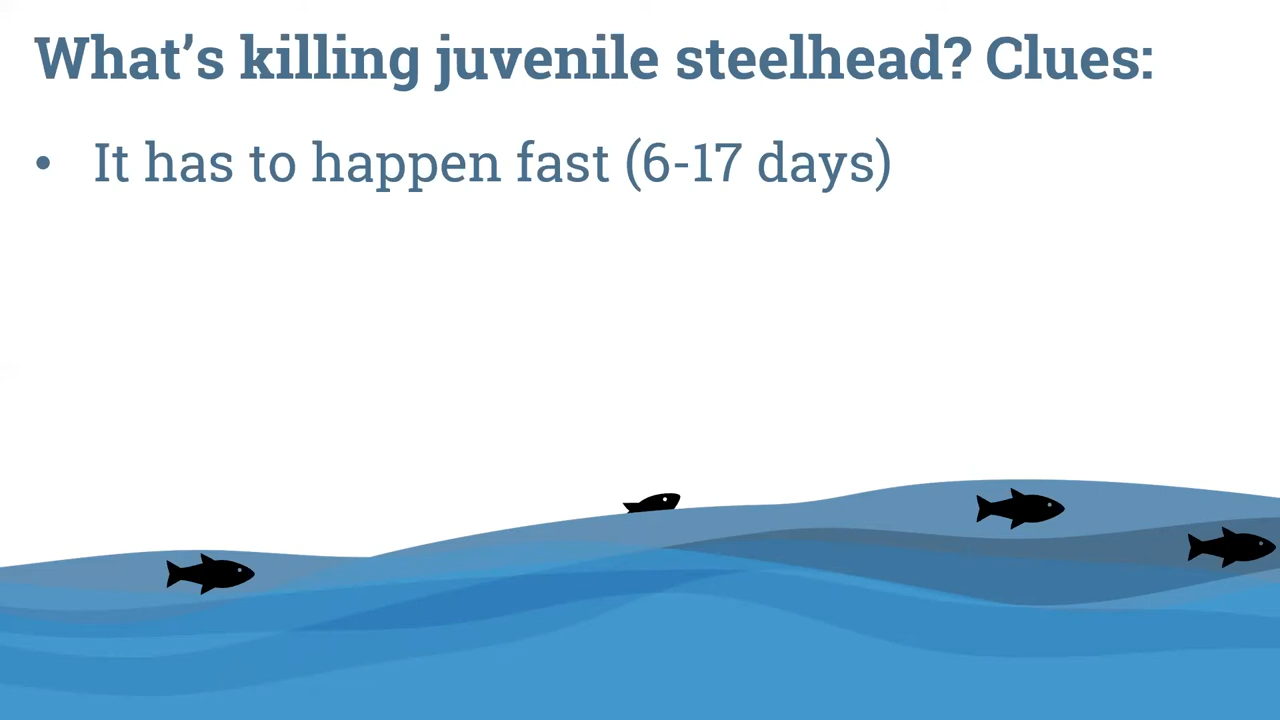 What’s killing juvenile steelhead? Clues:
• It has to happen fast (6-17 days)